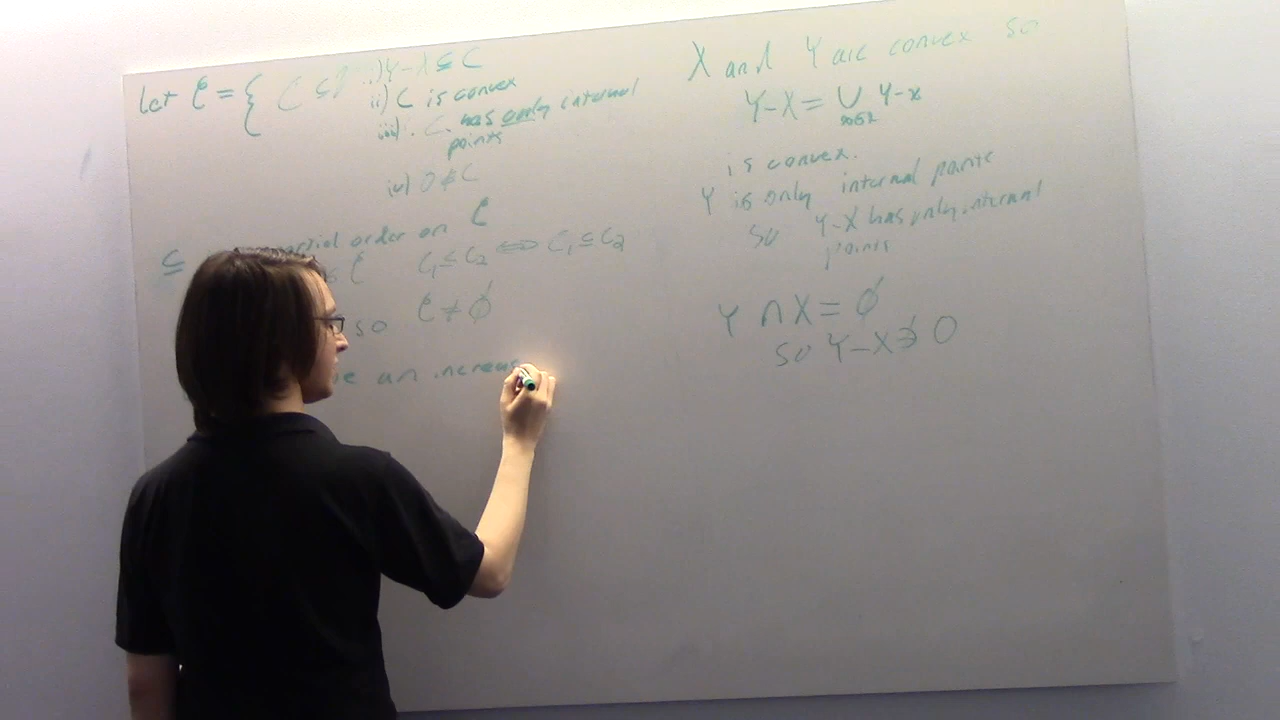 Let C = { C ⊆ i) Y-X ⊆ C
ii) C is convex
iii) C has only internal
points
iv) 0 ∉ C
⊆ partial order on C
C C₁ ≤ C₂ ⟺ C₁ ⊆ C₂
so C ≠ ∅
be an increas
X and Y are convex so
Y-X = ∪ Y-x
x∈X
is convex.
Y is only internal points
so Y-X has only internal
points
Y ∩ X = ∅
so Y-X ∌ 0